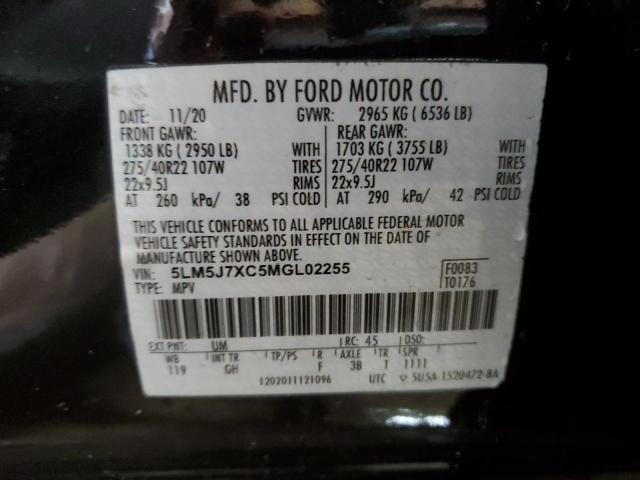 MFD. BY FORD MOTOR CO.
DATE: 11/20 GVWR: 2965 KG ( 6536 LB)
FRONT GAWR: REAR GAWR:
1338 KG ( 2950 LB) WITH 1703 KG ( 3755 LB) WITH
275/40R22 107W TIRES 275/40R22 107W TIRES
22x9.5J RIMS 22x9.5J RIMS
AT 260 kPa/ 38 PSI COLD AT 290 kPa/ 42 PSI COLD
THIS VEHICLE CONFORMS TO ALL APPLICABLE FEDERAL MOTOR
VEHICLE SAFETY STANDARDS IN EFFECT ON THE DATE OF
MANUFACTURE SHOWN ABOVE.
VIN: 5LM5J7XC5MGL02255 F0083
TYPE: MPV T0176
EXT PNT: UM RC: 45 DSO:
WB INT TR TP/PS R AXLE TR SPR
119 GH F 38 T 1111
1202011121096 UTC ▽ 5U5A-1520472-BA